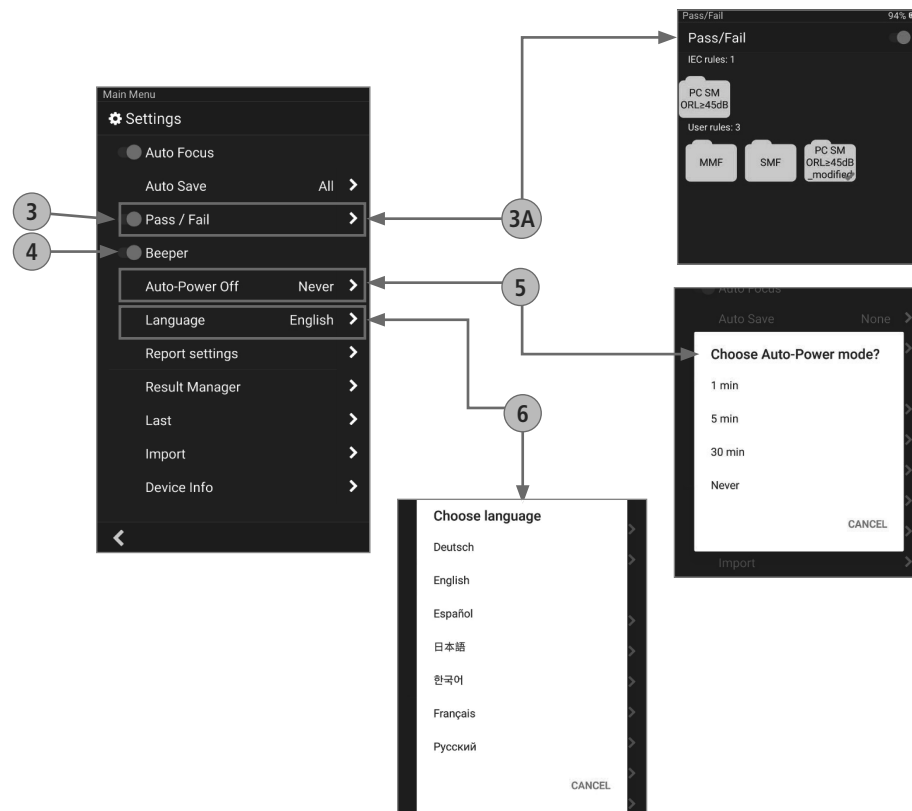 Main Menu
Settings
Auto Focus
Auto Save All
3
Pass / Fail
4
Beeper
Auto-Power Off Never
Language English
Report settings
Result Manager
Last
Import
Device Info
3A
Pass/Fail 94%
Pass/Fail
IEC rules: 1
PC SM
ORL≥45dB
User rules: 3
MMF
SMF
PC SM
ORL≥45dB
_modified
5
Auto Focus
Auto Save None
Choose Auto-Power mode?
1 min
5 min
30 min
Never
CANCEL
Import
6
Choose language
Deutsch
English
Español
日本語
한국어
Français
Русский
CANCEL